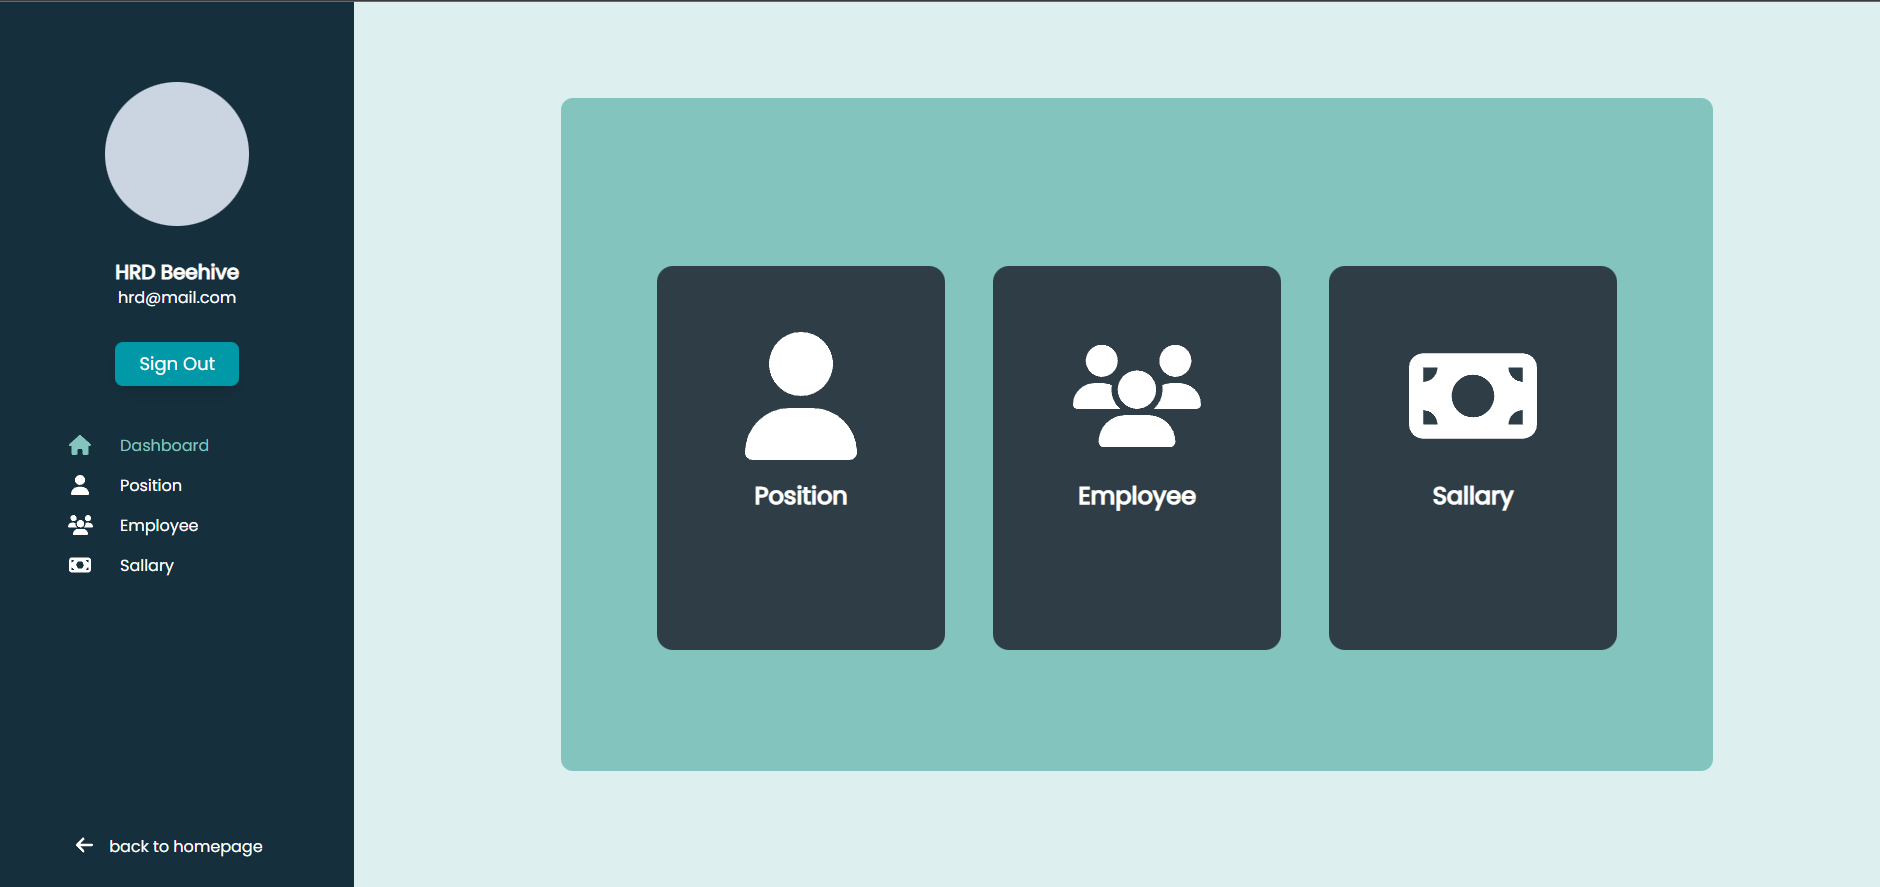 HRD Beehive
hrd@mail.com
Sign Out
Dashboard
Position
Employee
Sallary
back to homepage
Position
Employee
Sallary